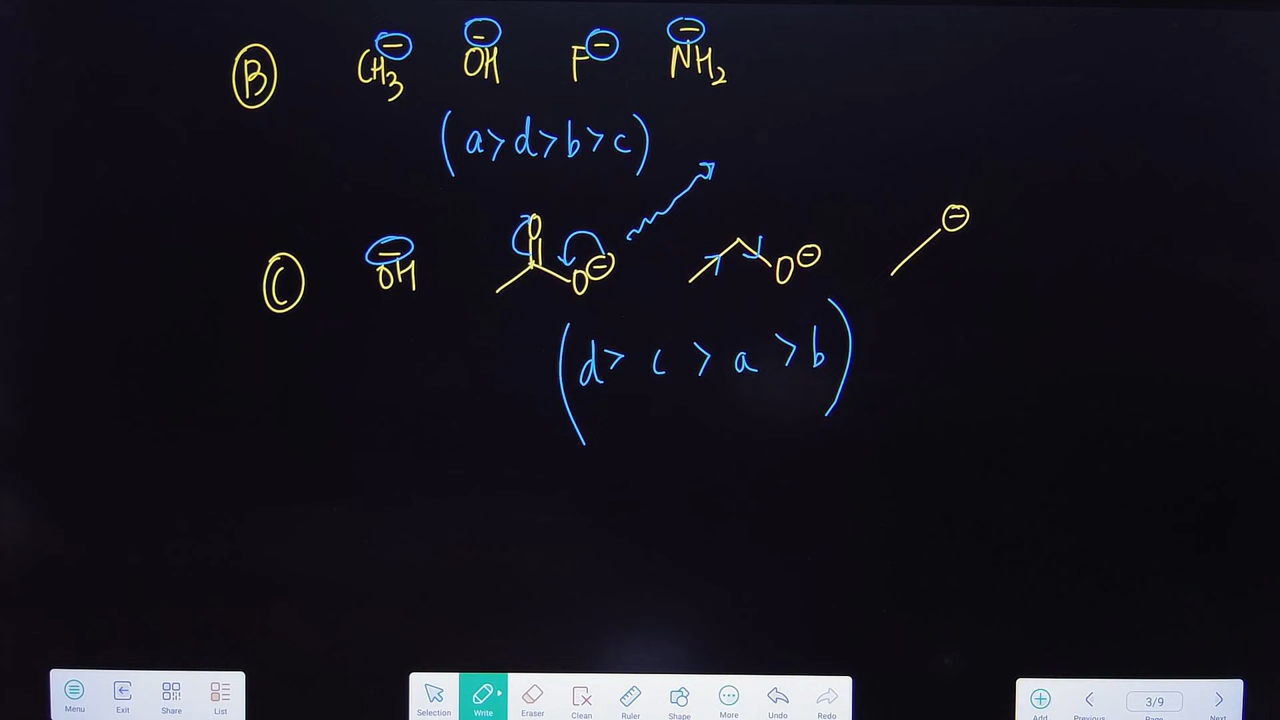 B CH₃⊖ ⊖OH F⊖ ⊖NH₂
(a > d > b > c)
C ⊖OH O O⊖ O⊖ ⊖
(d > c > a > b)
Menu Exit Share List Selection Write Eraser Clean Ruler Shape More Undo Redo Add Previous 3/9 Page Next